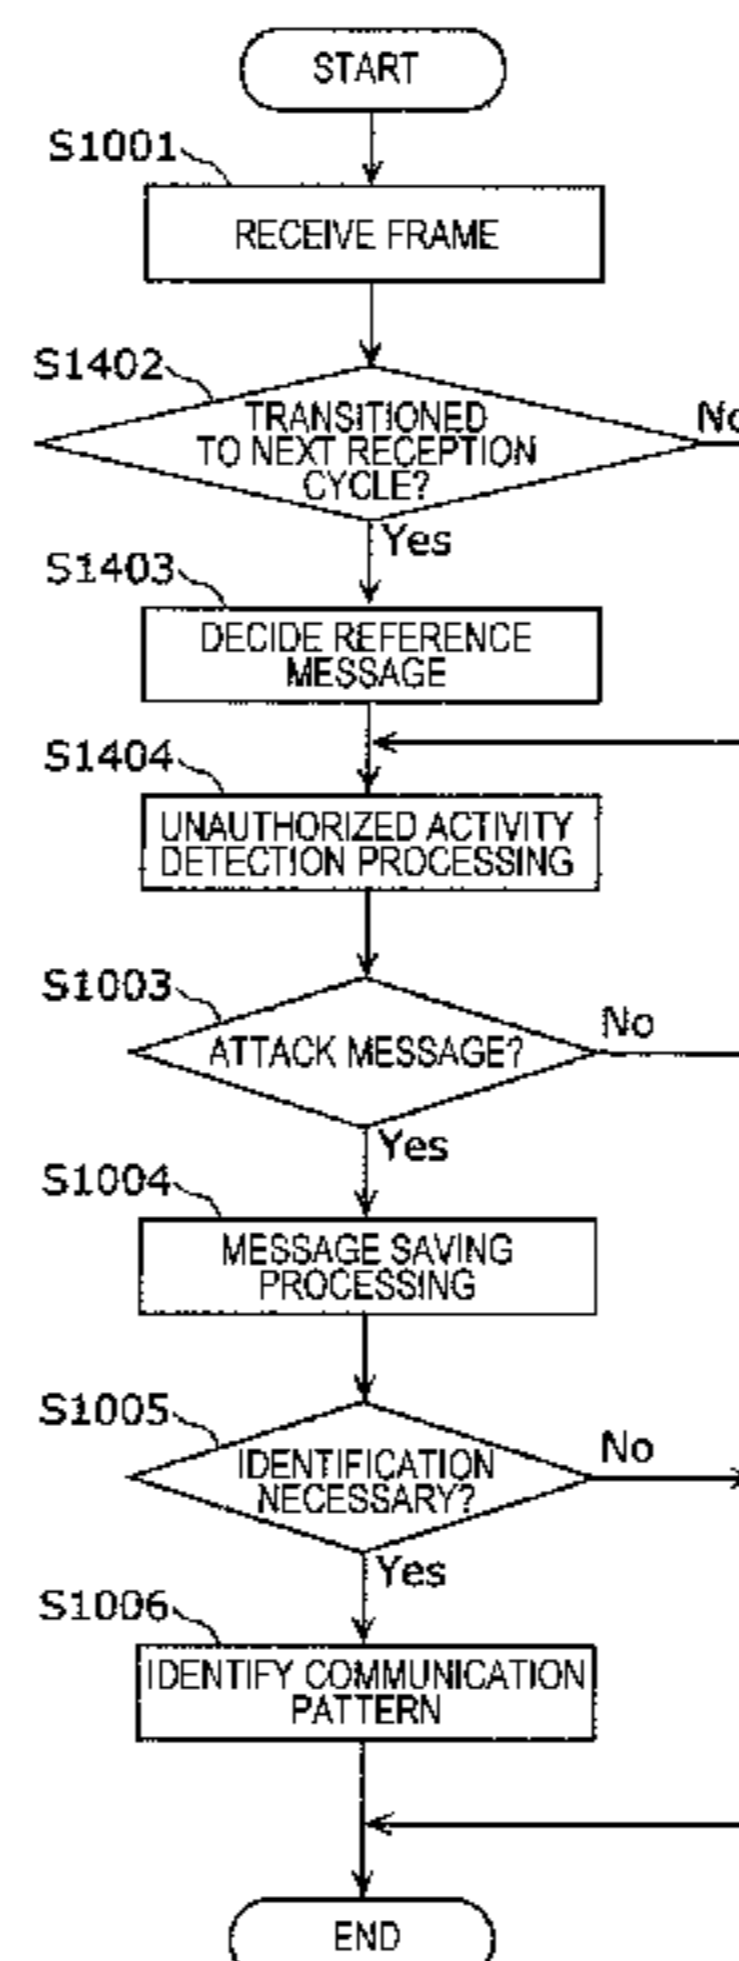 START
S1001
RECEIVE FRAME
S1402
TRANSITIONED
TO NEXT RECEPTION
CYCLE?
No
Yes
S1403
DECIDE REFERENCE
MESSAGE
S1404
UNAUTHORIZED ACTIVITY
DETECTION PROCESSING
S1003
ATTACK MESSAGE?
No
Yes
S1004
MESSAGE SAVING
PROCESSING
S1005
IDENTIFICATION
NECESSARY?
No
Yes
S1006
IDENTIFY COMMUNICATION
PATTERN
END